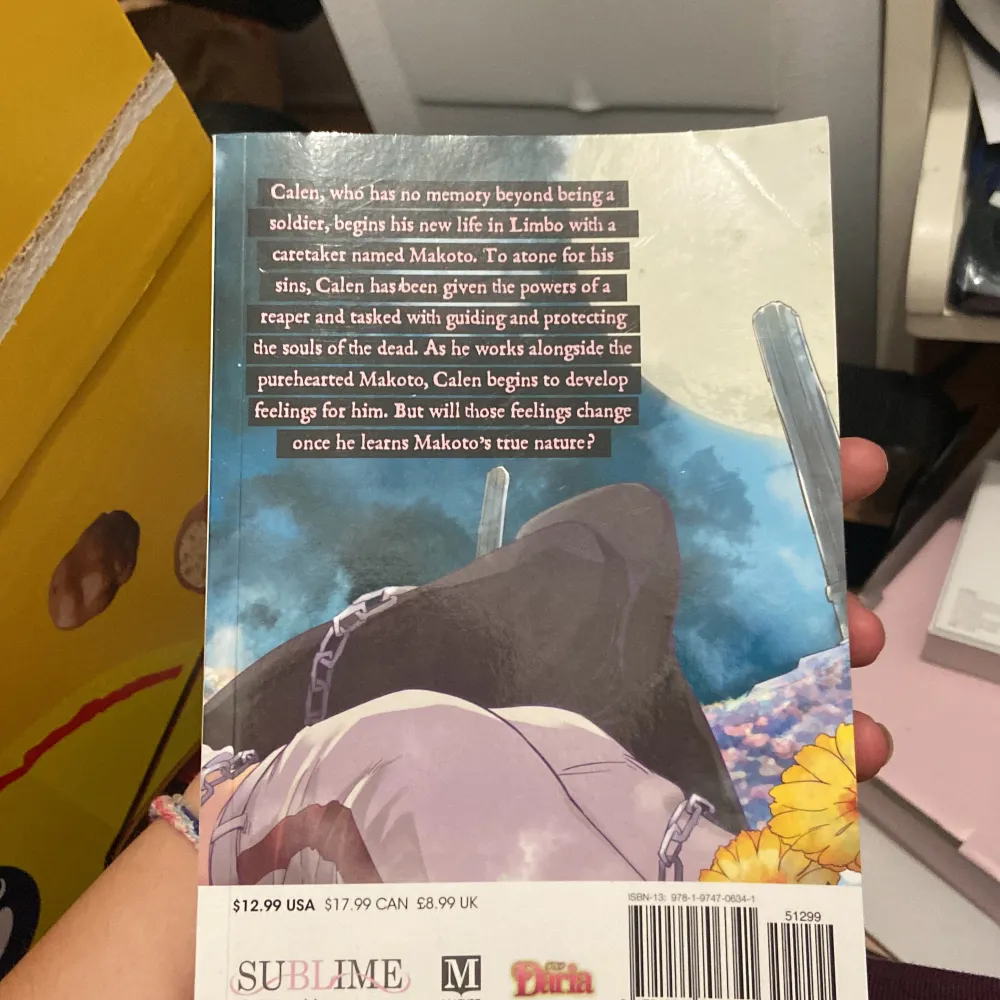 Calen, who has no memory beyond being a
soldier, begins his new life in Limbo with a
caretaker named Makoto. To atone for his
sins, Calen has been given the powers of a
reaper and tasked with guiding and protecting
the souls of the dead. As he works alongside the
purehearted Makoto, Calen begins to develop
feelings for him. But will those feelings change
once he learns Makoto's true nature?
$12.99 USA $17.99 CAN £8.99 UK
ISBN-13: 978-1-9747-0634-1
51299
SUBLIME
M
Daria